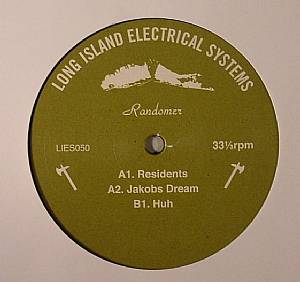 LONG ISLAND ELECTRICAL SYSTEMS
Randomer
LIES050
33⅓rpm
A1. Residents
A2. Jakobs Dream
B1. Huh